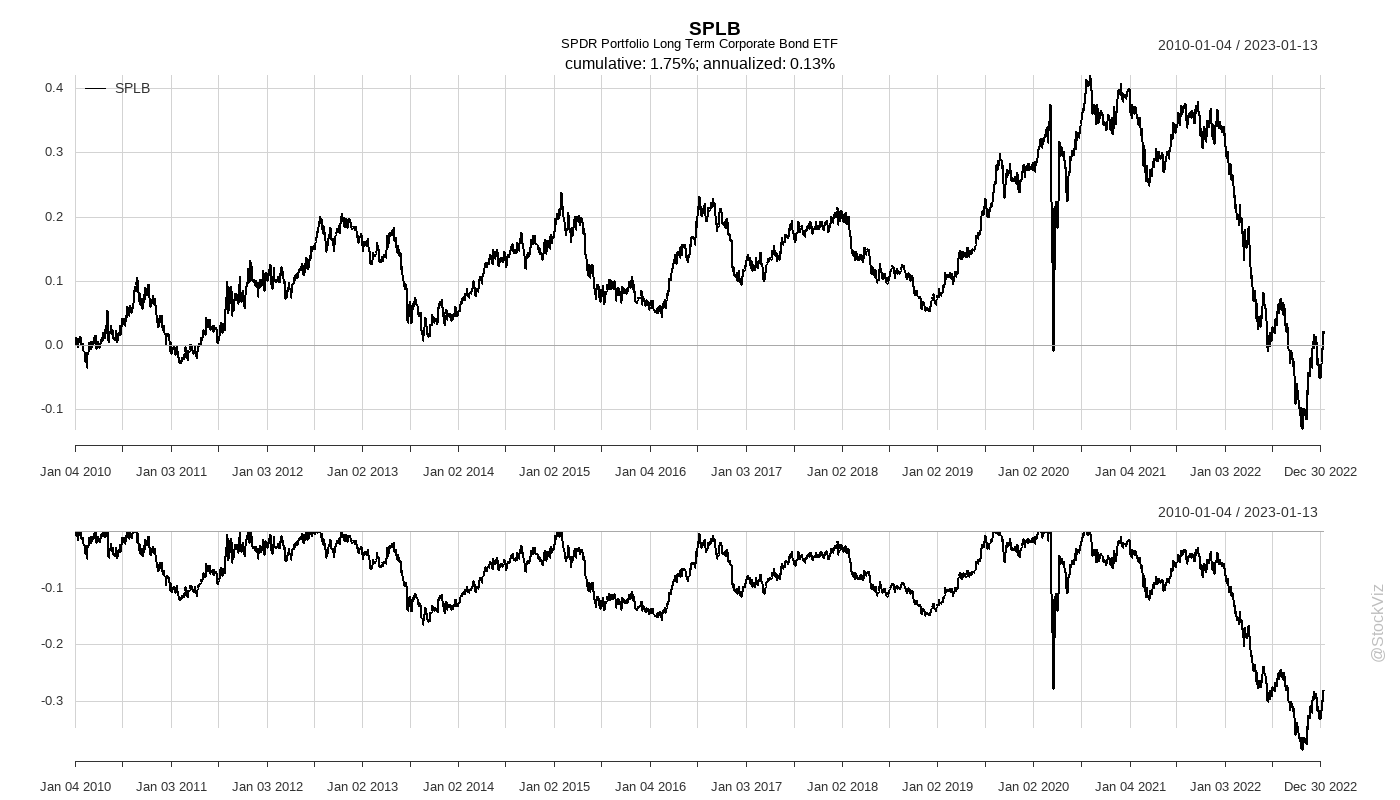 SPLB
SPDR Portfolio Long Term Corporate Bond ETF
cumulative: 1.75%; annualized: 0.13%
2010-01-04 / 2023-01-13
SPLB
0.4
0.3
0.2
0.1
0.0
-0.1
Jan 04 2010 Jan 03 2011 Jan 03 2012 Jan 02 2013 Jan 02 2014 Jan 02 2015 Jan 04 2016 Jan 03 2017 Jan 02 2018 Jan 02 2019 Jan 02 2020 Jan 04 2021 Jan 03 2022 Dec 30 2022
2010-01-04 / 2023-01-13
-0.1
-0.2
-0.3
Jan 04 2010 Jan 03 2011 Jan 03 2012 Jan 02 2013 Jan 02 2014 Jan 02 2015 Jan 04 2016 Jan 03 2017 Jan 02 2018 Jan 02 2019 Jan 02 2020 Jan 04 2021 Jan 03 2022 Dec 30 2022
@StockViz